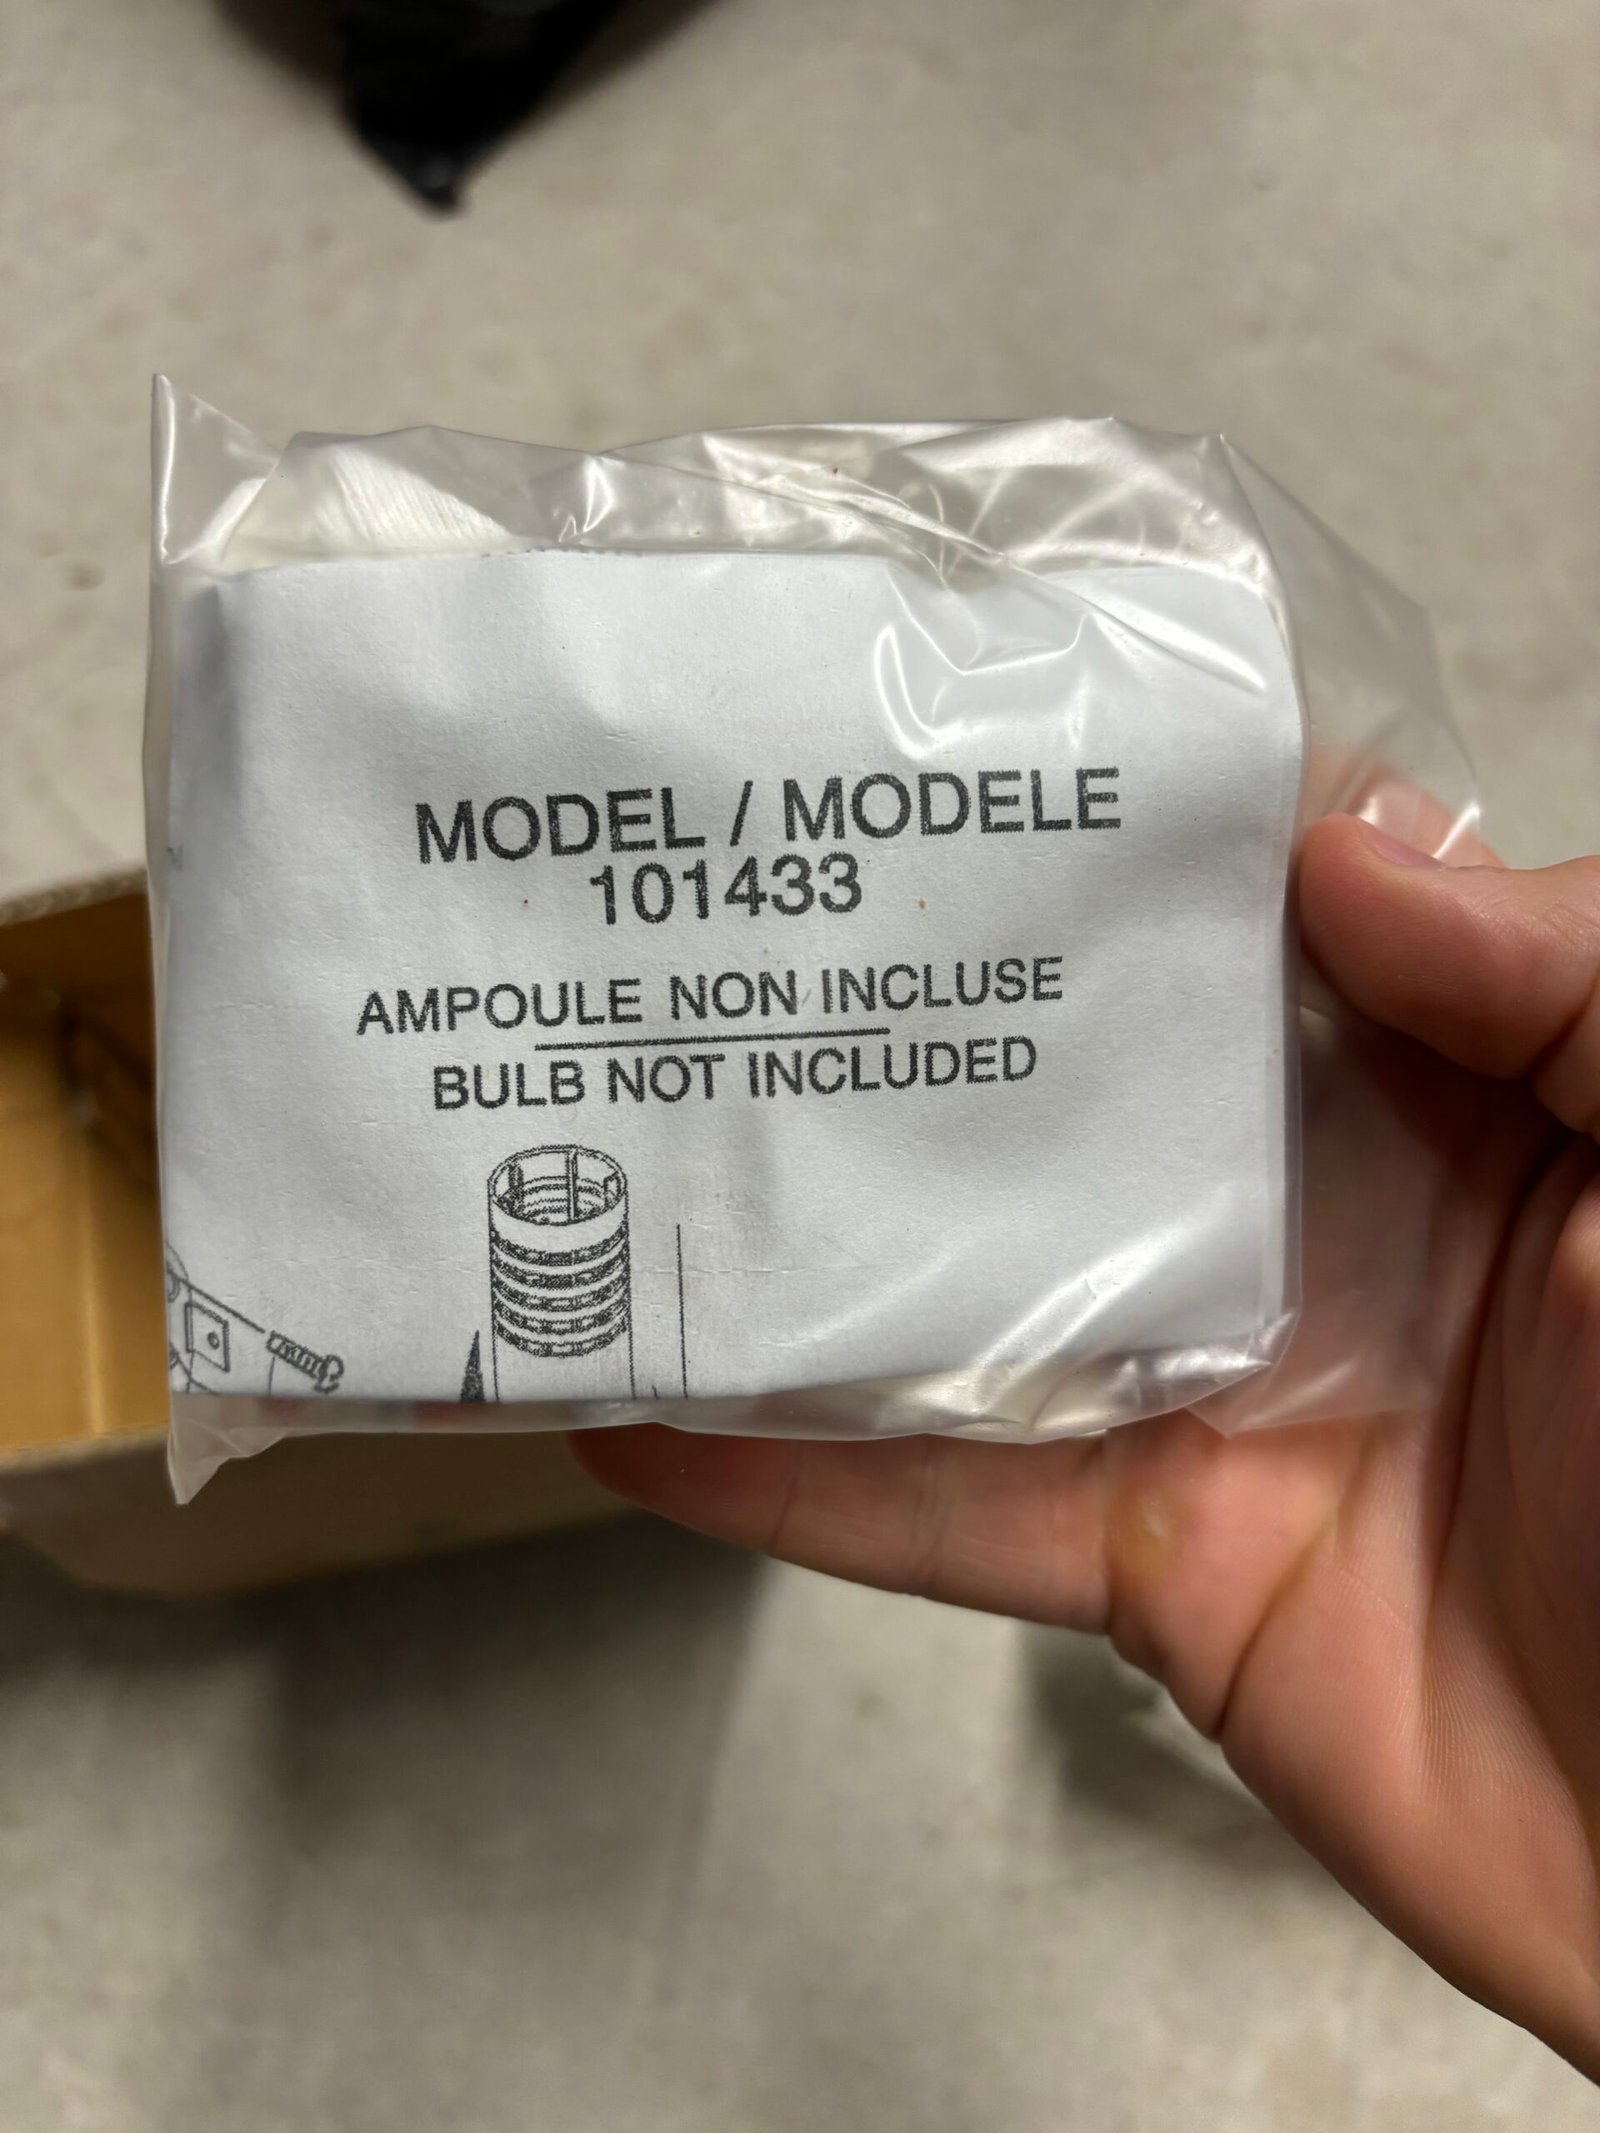 MODEL / MODELE
101433
AMPOULE NON INCLUSE
BULB NOT INCLUDED